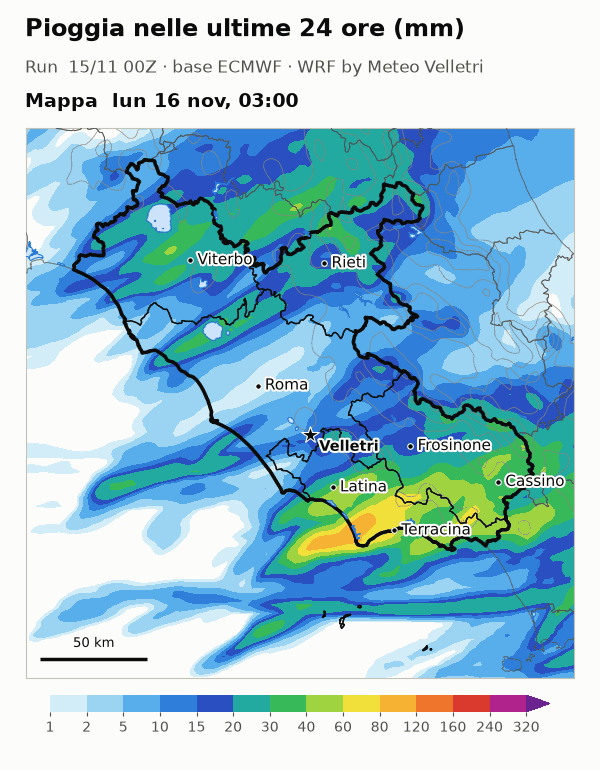 Pioggia nelle ultime 24 ore (mm)
Run  15/11 00Z · base ECMWF · WRF by Meteo Velletri
Mappa  lun 16 nov, 03:00
Viterbo
Rieti
Roma
Velletri
Frosinone
Cassino
Latina
Terracina
50 km
1 2 5 10 15 20 30 40 60 80 120 160 240 320